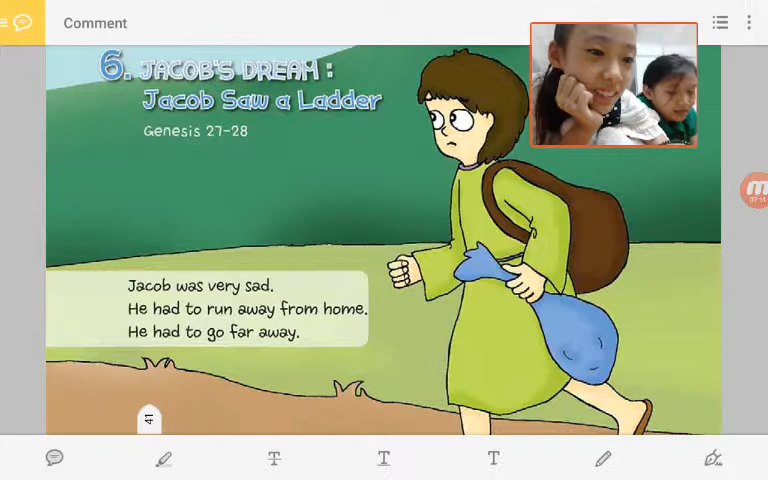 Comment
6. JACOB'S DREAM :
Jacob Saw a Ladder
Genesis 27-28
Jacob was very sad.
He had to run away from home.
He had to go far away.
41